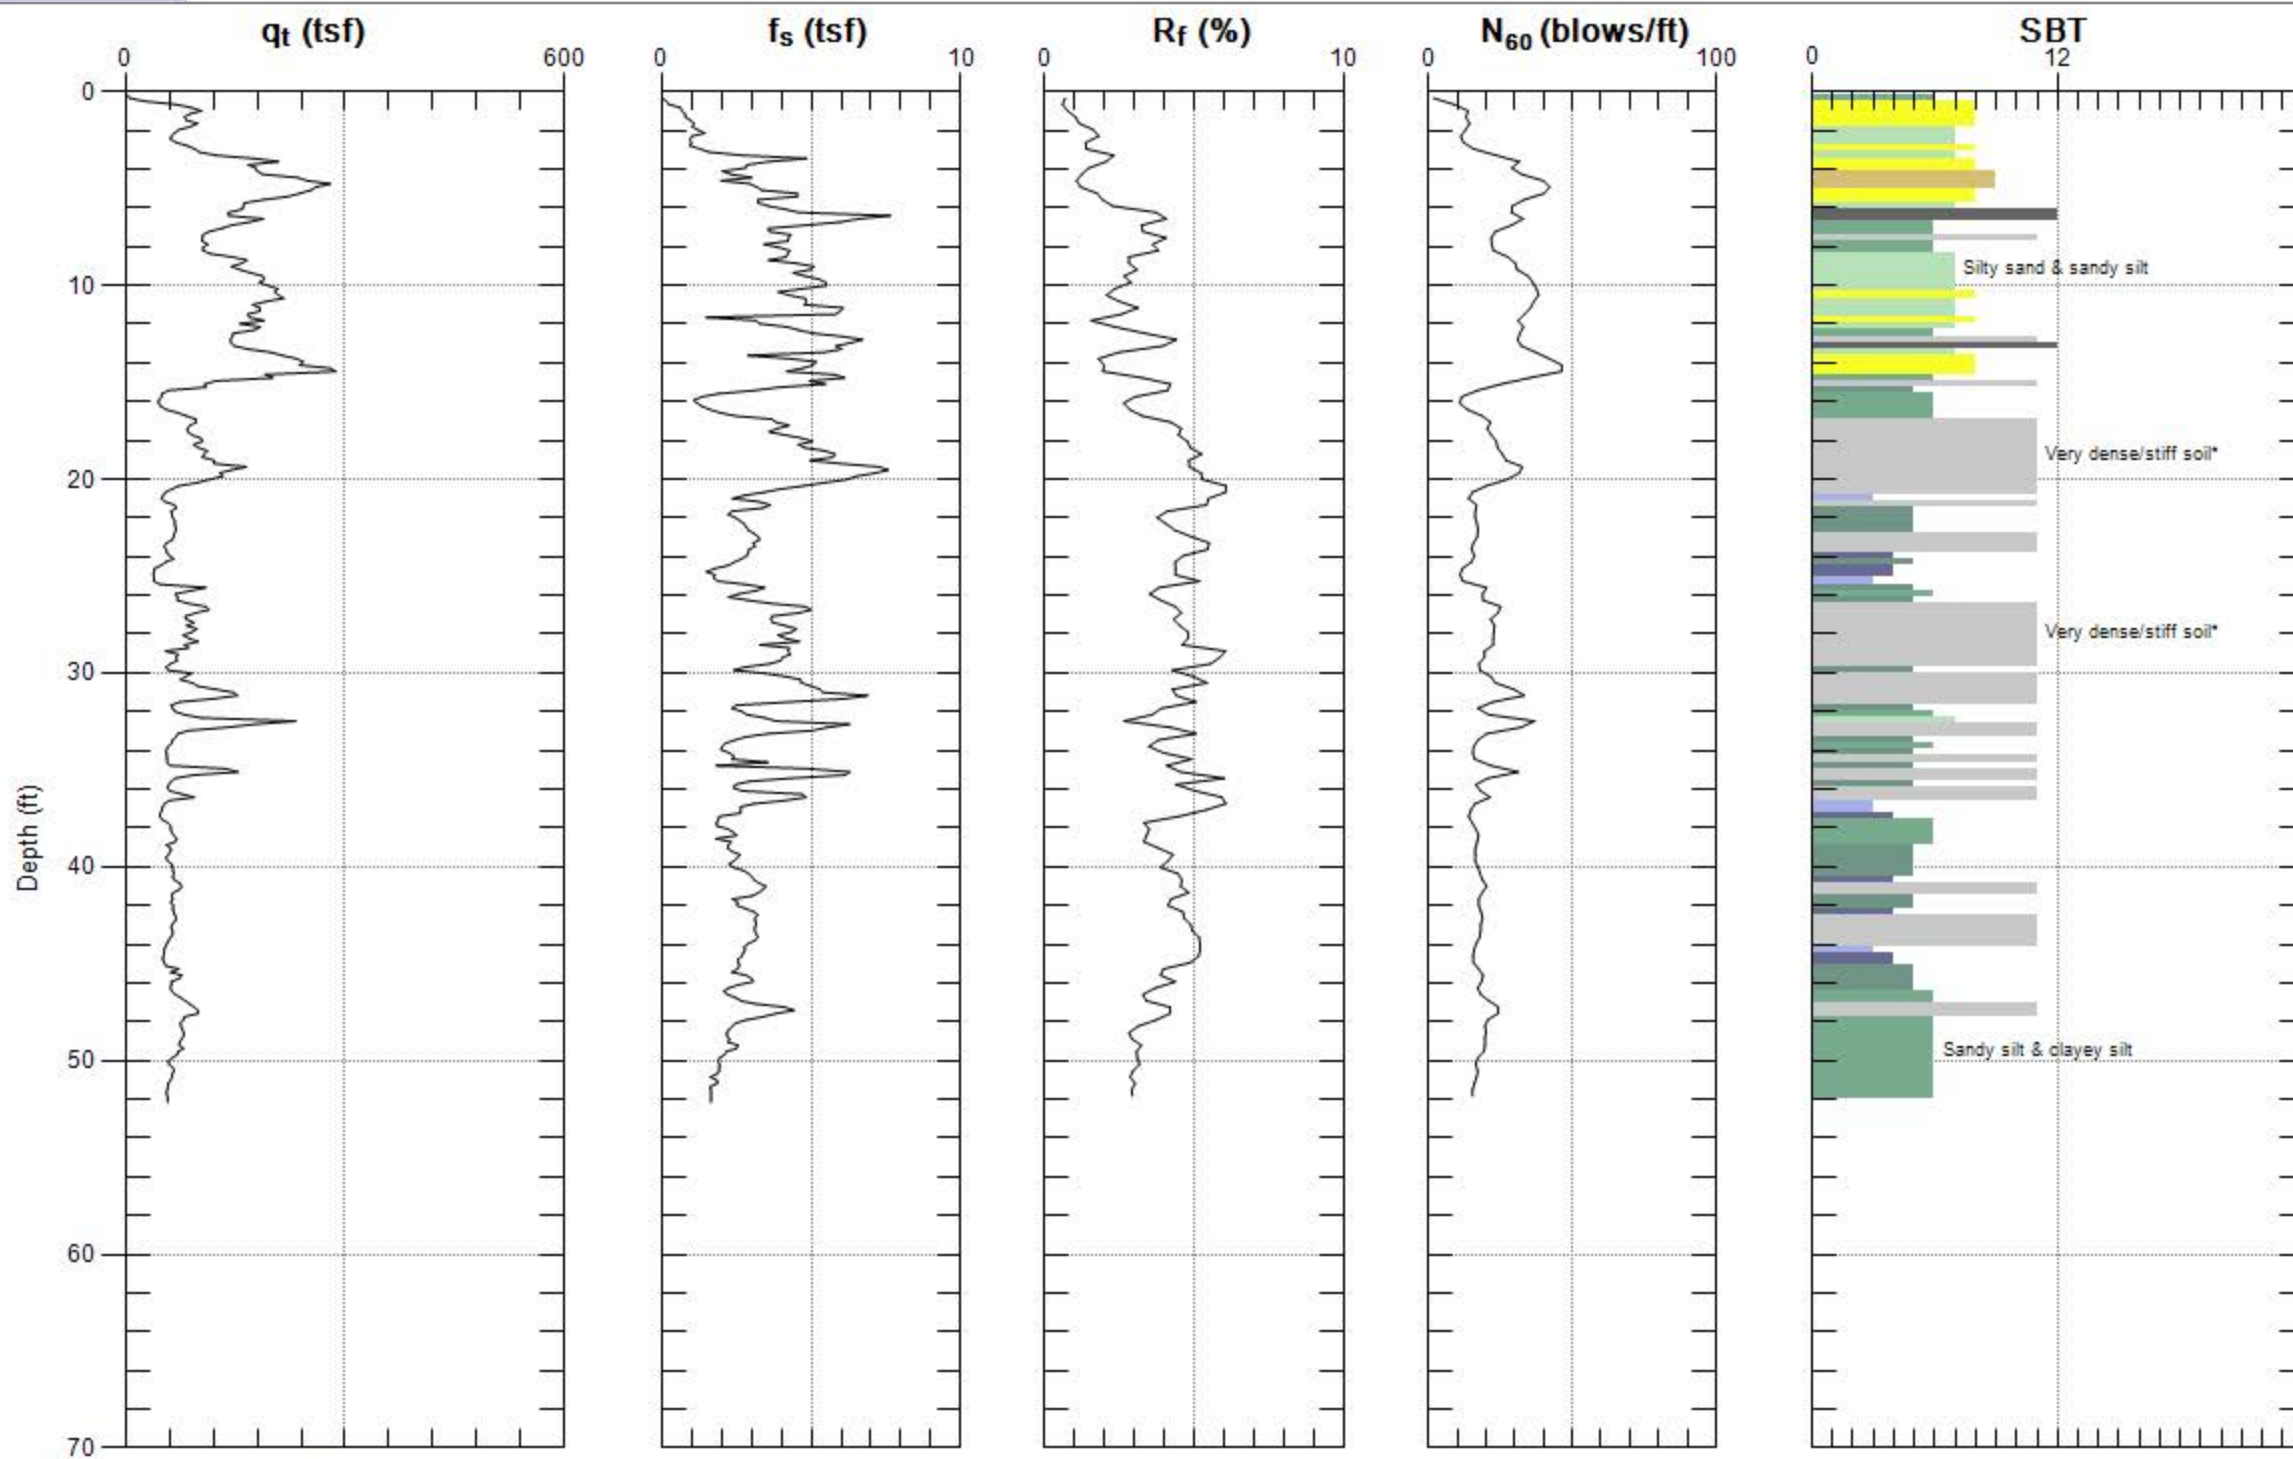 qt (tsf) fs (tsf) Rf (%) N60 (blows/ft) SBT
0 600 0 10 0 10 0 100 0 12
0
Silty sand & sandy silt
10
Very dense/stiff soil*
20
Very dense/stiff soil*
30
Depth (ft)
40
Sandy silt & clayey silt
50
60
70